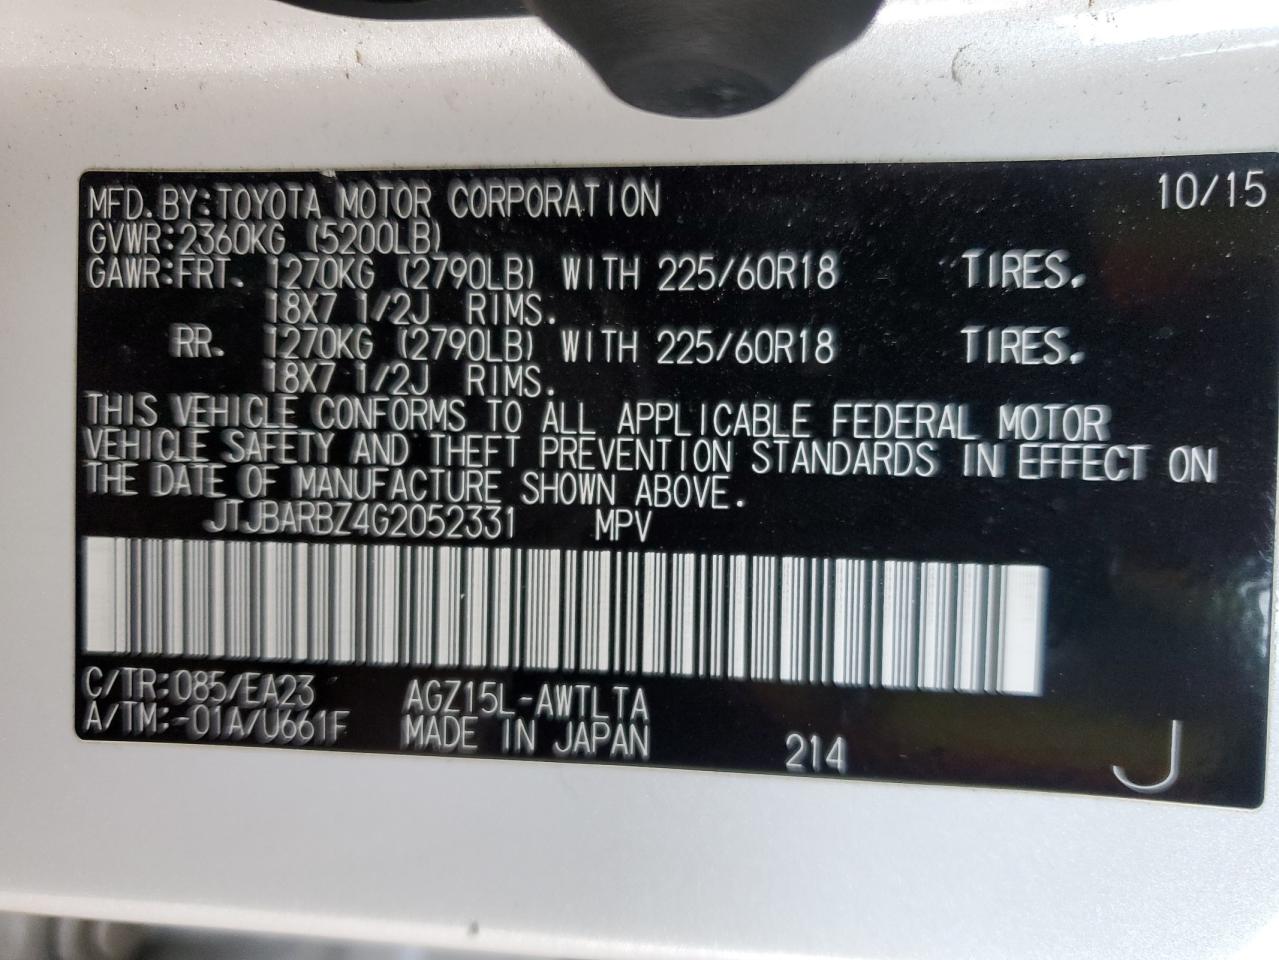 MFD. BY: TOYOTA MOTOR CORPORATION 10/15
GVWR: 2360KG (5200LB)
GAWR: FRT. 1270KG (2790LB) WITH 225/60R18 TIRES.
18X7 1/2J RIMS.
RR. 1270KG (2790LB) WITH 225/60R18 TIRES.
18X7 1/2J RIMS.
THIS VEHICLE CONFORMS TO ALL APPLICABLE FEDERAL MOTOR
VEHICLE SAFETY AND THEFT PREVENTION STANDARDS IN EFFECT ON
THE DATE OF MANUFACTURE SHOWN ABOVE.
JTJBARBZ4G2052331 MPV
C/TR: 085/EA23 AGZ15L-AWTLTA
A/TM: -01A/U661F MADE IN JAPAN 214 J